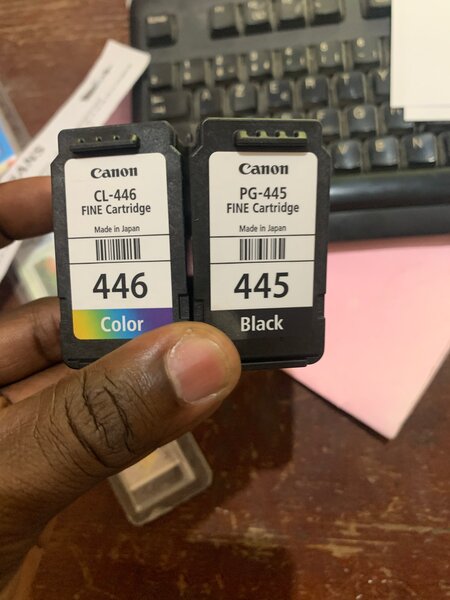 Canon
CL-446
FINE Cartridge
Made in Japan
446
Color
Canon
PG-445
FINE Cartridge
Made in Japan
445
Black